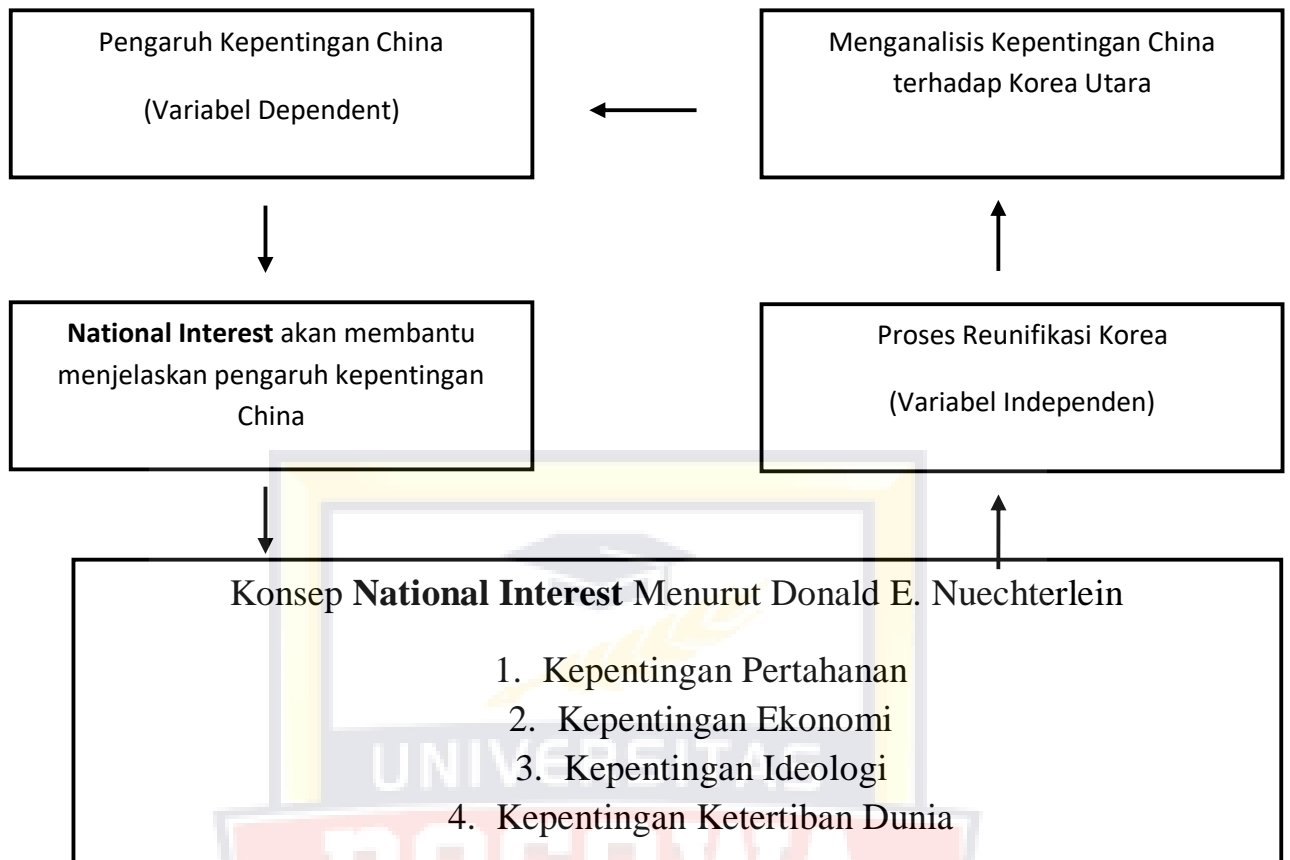 Pengaruh Kepentingan China
(Variabel Dependent)
Menganalisis Kepentingan China
terhadap Korea Utara
National Interest akan membantu
menjelaskan pengaruh kepentingan
China
Proses Reunifikasi Korea
(Variabel Independen)
Konsep National Interest Menurut Donald E. Nuechterlein
1. Kepentingan Pertahanan
2. Kepentingan Ekonomi
3. Kepentingan Ideologi
4. Kepentingan Ketertiban Dunia
UNIVERSITAS
BOSOWA